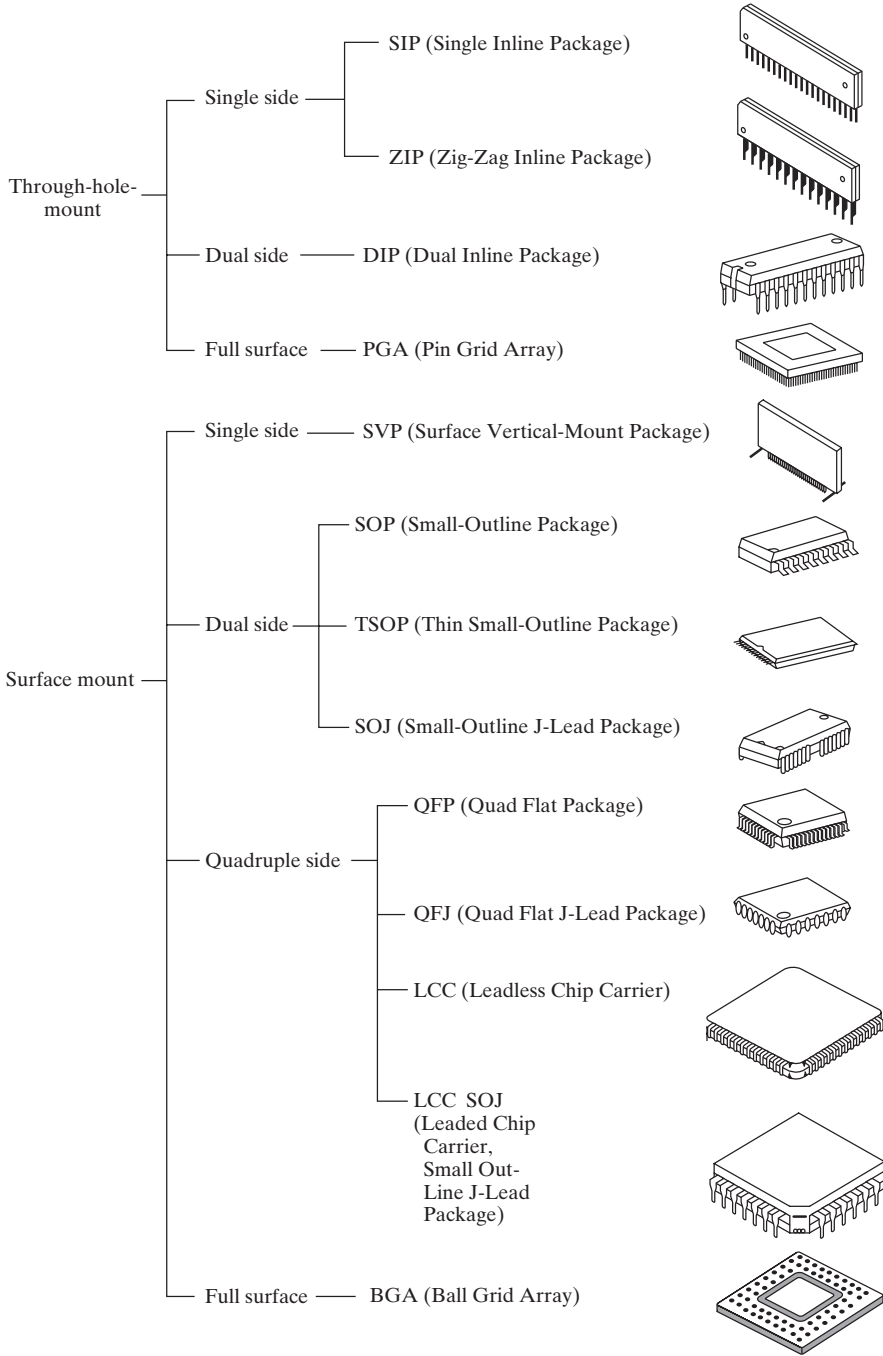 SIP (Single Inline Package)
Single side
ZIP (Zig-Zag Inline Package)
Through-hole-
mount
Dual side
DIP (Dual Inline Package)
Full surface
PGA (Pin Grid Array)
Single side
SVP (Surface Vertical-Mount Package)
SOP (Small-Outline Package)
Dual side
TSOP (Thin Small-Outline Package)
Surface mount
SOJ (Small-Outline J-Lead Package)
QFP (Quad Flat Package)
Quadruple side
QFJ (Quad Flat J-Lead Package)
LCC (Leadless Chip Carrier)
LCC SOJ
(Leaded Chip
Carrier,
Small Out-
Line J-Lead
Package)
Full surface
BGA (Ball Grid Array)